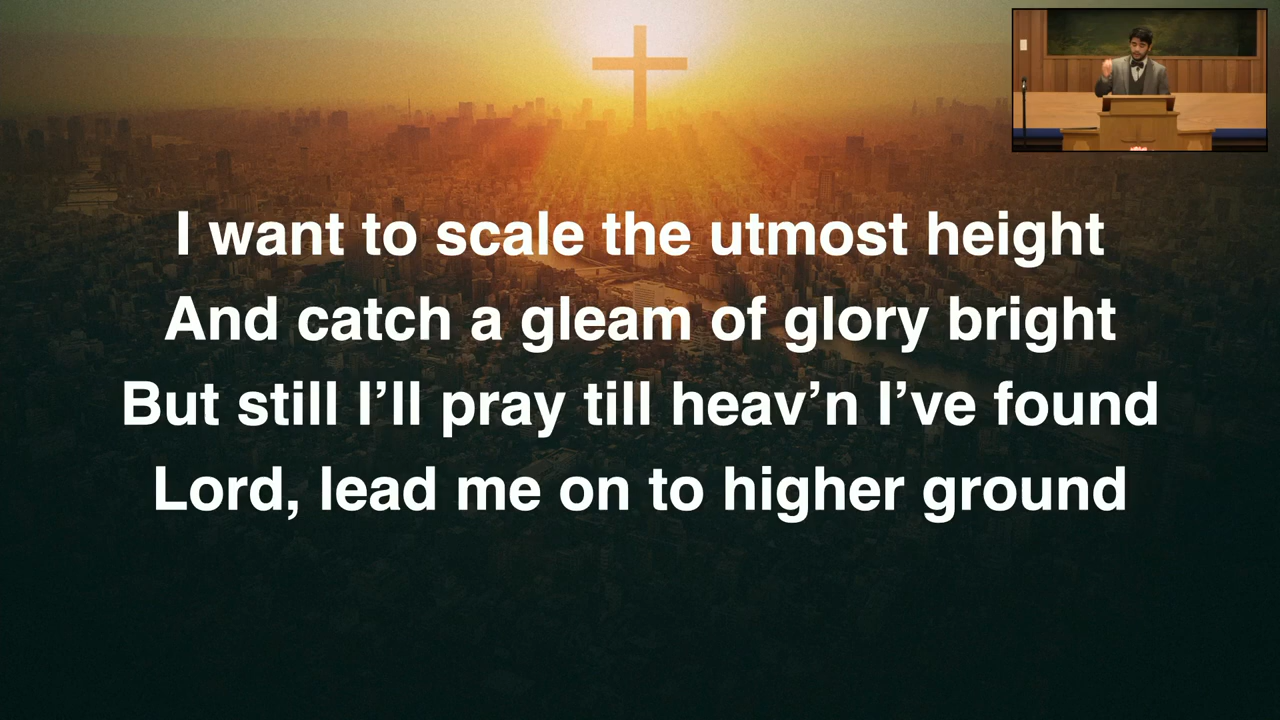 I want to scale the utmost height
And catch a gleam of glory bright
But still I’ll pray till heav’n I’ve found
Lord, lead me on to higher ground